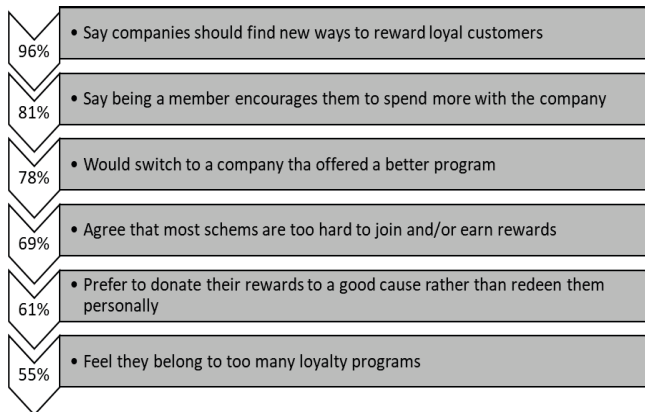 96%
• Say companies should find new ways to reward loyal customers
81%
• Say being a member encourages them to spend more with the company
78%
• Would switch to a company tha offered a better program
69%
• Agree that most schems are too hard to join and/or earn rewards
61%
• Prefer to donate their rewards to a good cause rather than redeem them
personally
55%
• Feel they belong to too many loyalty programs